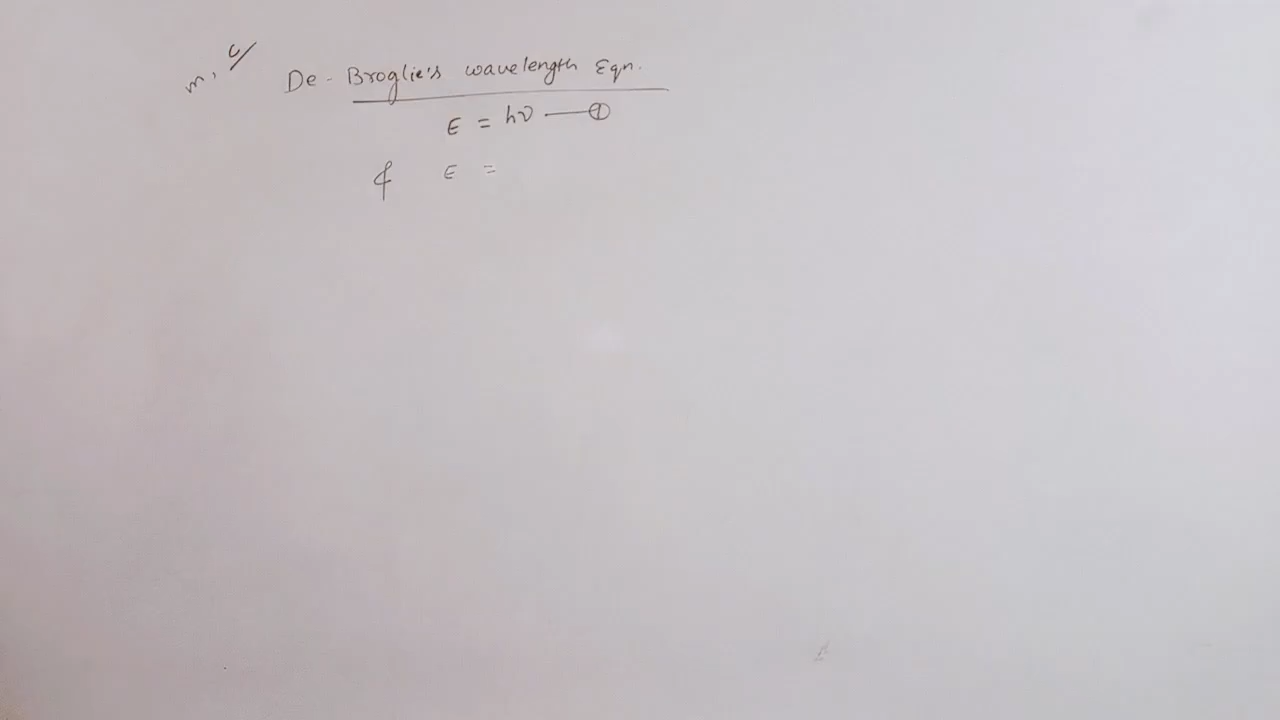 m, c
De-Broglie's wavelength Eqn.
E = hν —①
& E =